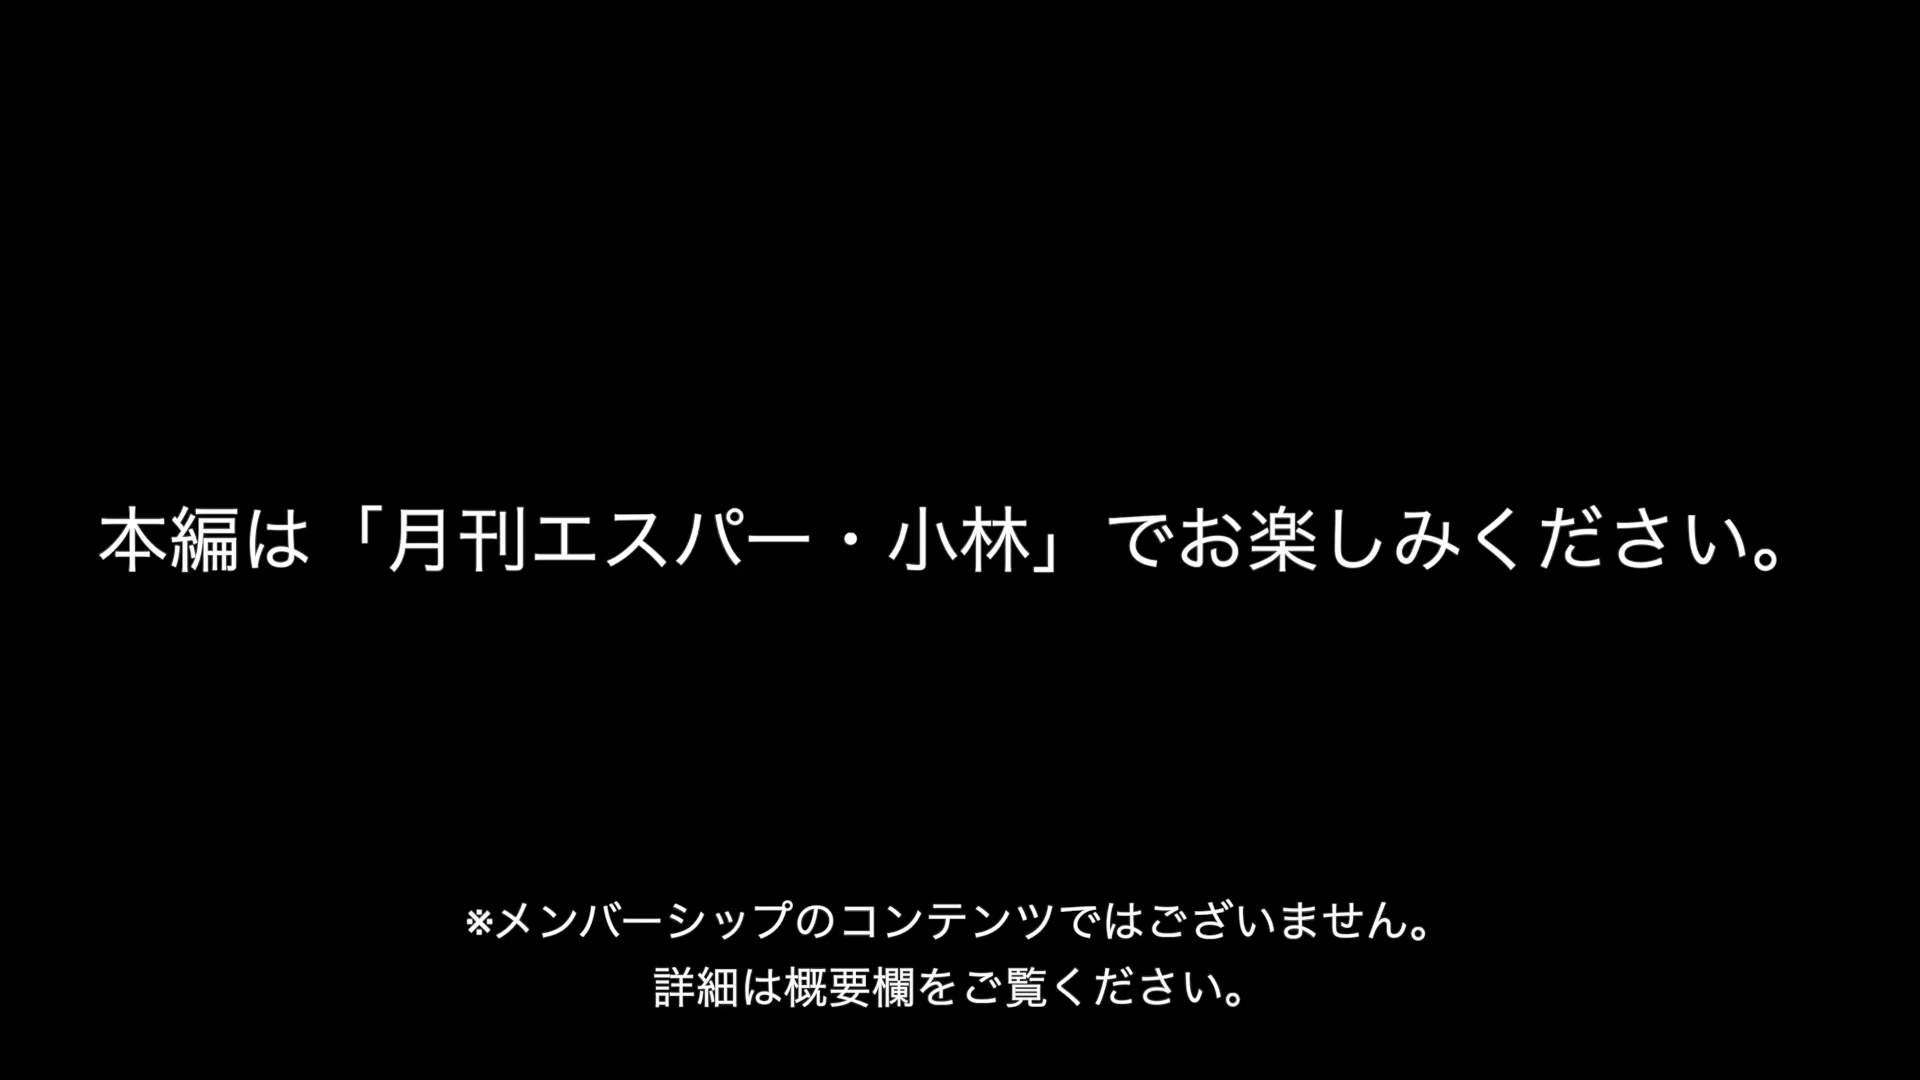 本編は「月刊エスパー・小林」でお楽しみください。
※メンバーシップのコンテンツではございません。
詳細は概要欄をご覧ください。